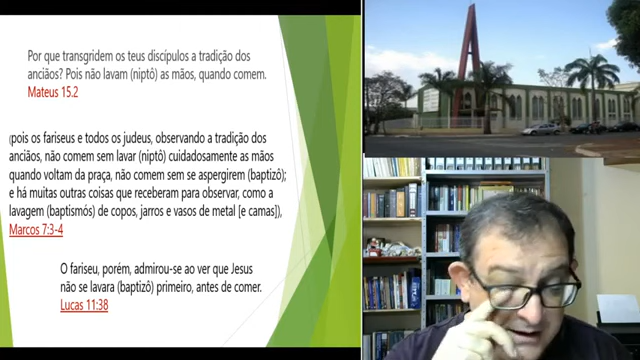 Por que transgridem os teus discípulos a tradição dos
anciãos? Pois não lavam (niptô) as mãos, quando comem.
Mateus 15.2
(pois os fariseus e todos os judeus, observando a tradição dos
anciãos, não comem sem lavar (niptô) cuidadosamente as mãos
quando voltam da praça, não comem sem se aspergirem (baptizô);
e há muitas outras coisas que receberam para observar, como a
lavagem (baptismós) de copos, jarros e vasos de metal [e camas]),
Marcos 7:3-4
O fariseu, porém, admirou-se ao ver que Jesus
não se lavara (baptizô) primeiro, antes de comer.
Lucas 11:38